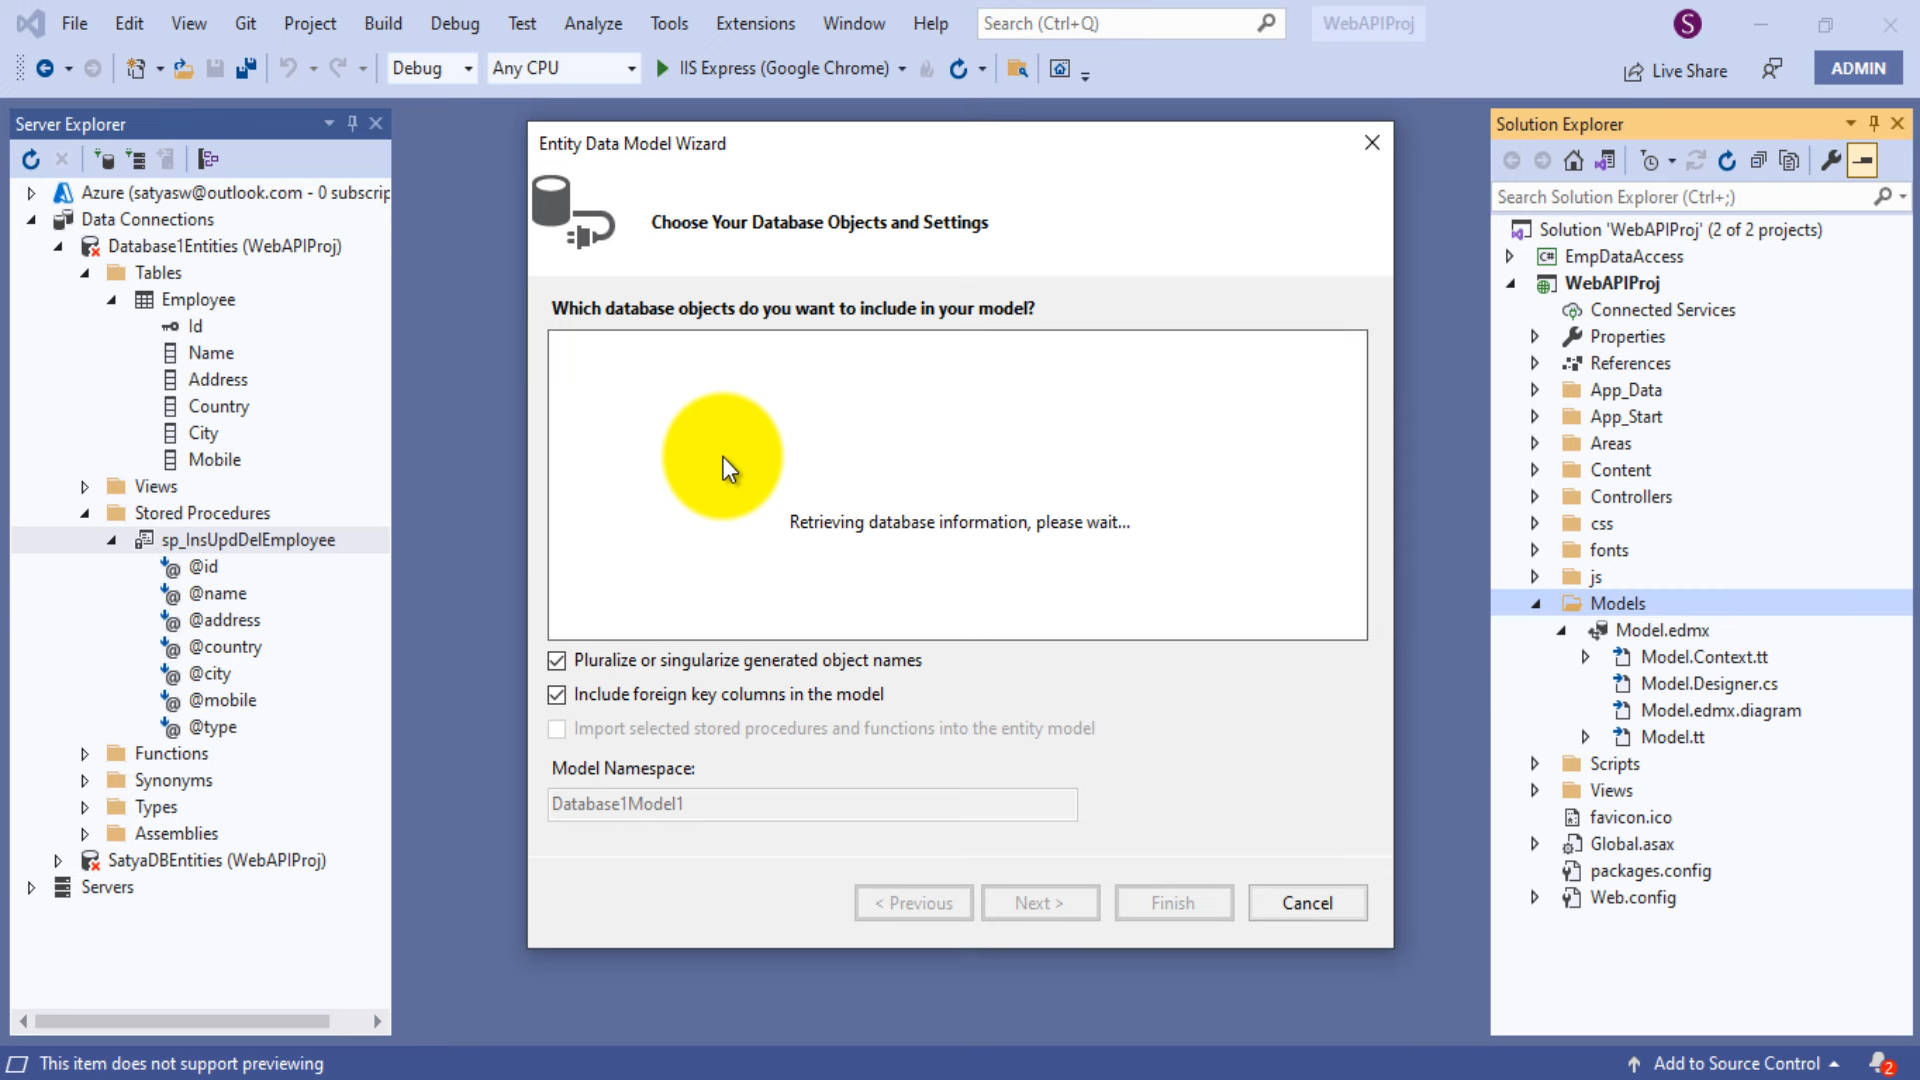 File Edit View Git Project Build Debug Test Analyze Tools Extensions Window Help Search (Ctrl+Q) WebAPIProj S
Debug Any CPU IIS Express (Google Chrome) Live Share ADMIN
Server Explorer
Azure (satyasw@outlook.com - 0 subscrip
Data Connections
Database1Entities (WebAPIProj)
Tables
Employee
Id
Name
Address
Country
City
Mobile
Views
Stored Procedures
sp_InsUpdDelEmployee
@id
@name
@address
@country
@city
@mobile
@type
Functions
Synonyms
Types
Assemblies
SatyaDBEntities (WebAPIProj)
Servers
Entity Data Model Wizard
Choose Your Database Objects and Settings
Which database objects do you want to include in your model?
Retrieving database information, please wait...
Pluralize or singularize generated object names
Include foreign key columns in the model
Import selected stored procedures and functions into the entity model
Model Namespace:
Database1Model1
< Previous Next > Finish Cancel
Solution Explorer
Search Solution Explorer (Ctrl+;)
Solution 'WebAPIProj' (2 of 2 projects)
C# EmpDataAccess
WebAPIProj
Connected Services
Properties
References
App_Data
App_Start
Areas
Content
Controllers
css
fonts
js
Models
Model.edmx
Model.Context.tt
Model.Designer.cs
Model.edmx.diagram
Model.tt
Scripts
Views
favicon.ico
Global.asax
packages.config
Web.config
This item does not support previewing Add to Source Control 2